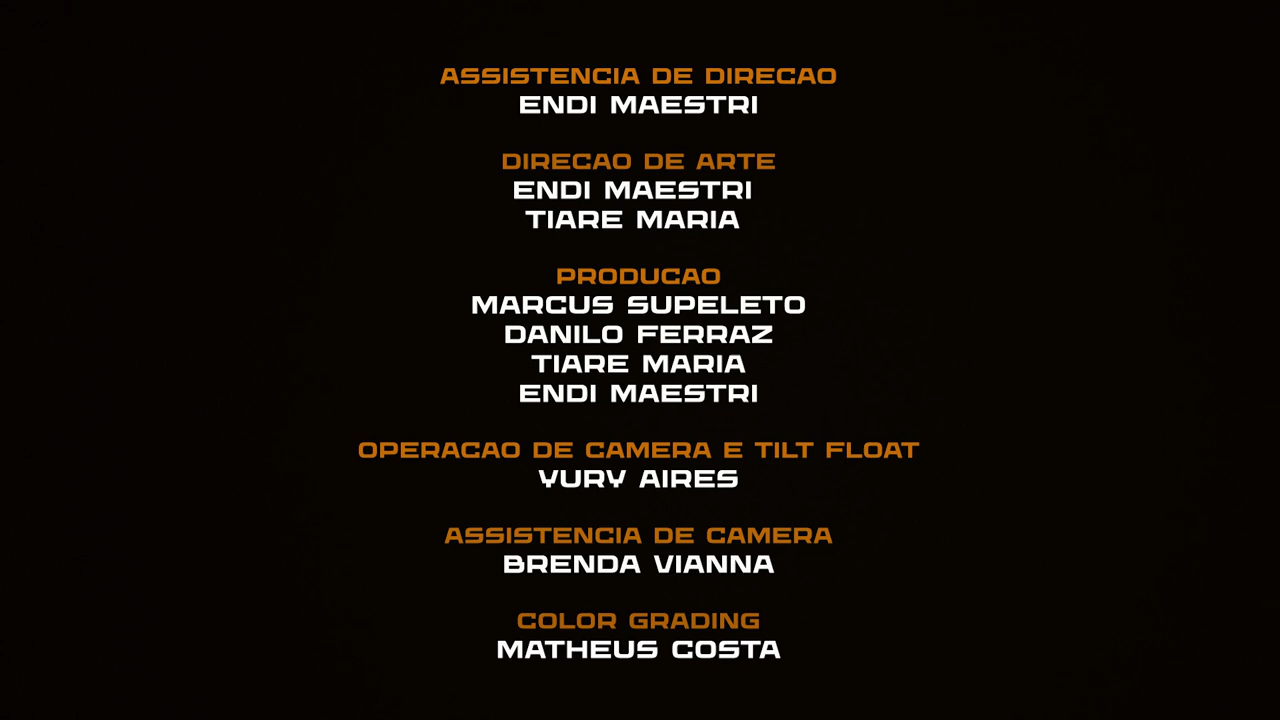 ASSISTENCIA DE DIRECAO
ENDI MAESTRI
DIRECAO DE ARTE
ENDI MAESTRI
TIARE MARIA
PRODUCAO
MARCUS SUPELETO
DANILO FERRAZ
TIARE MARIA
ENDI MAESTRI
OPERACAO DE CAMERA E TILT FLOAT
YURY AIRES
ASSISTENCIA DE CAMERA
BRENDA VIANNA
COLOR GRADING
MATHEUS COSTA